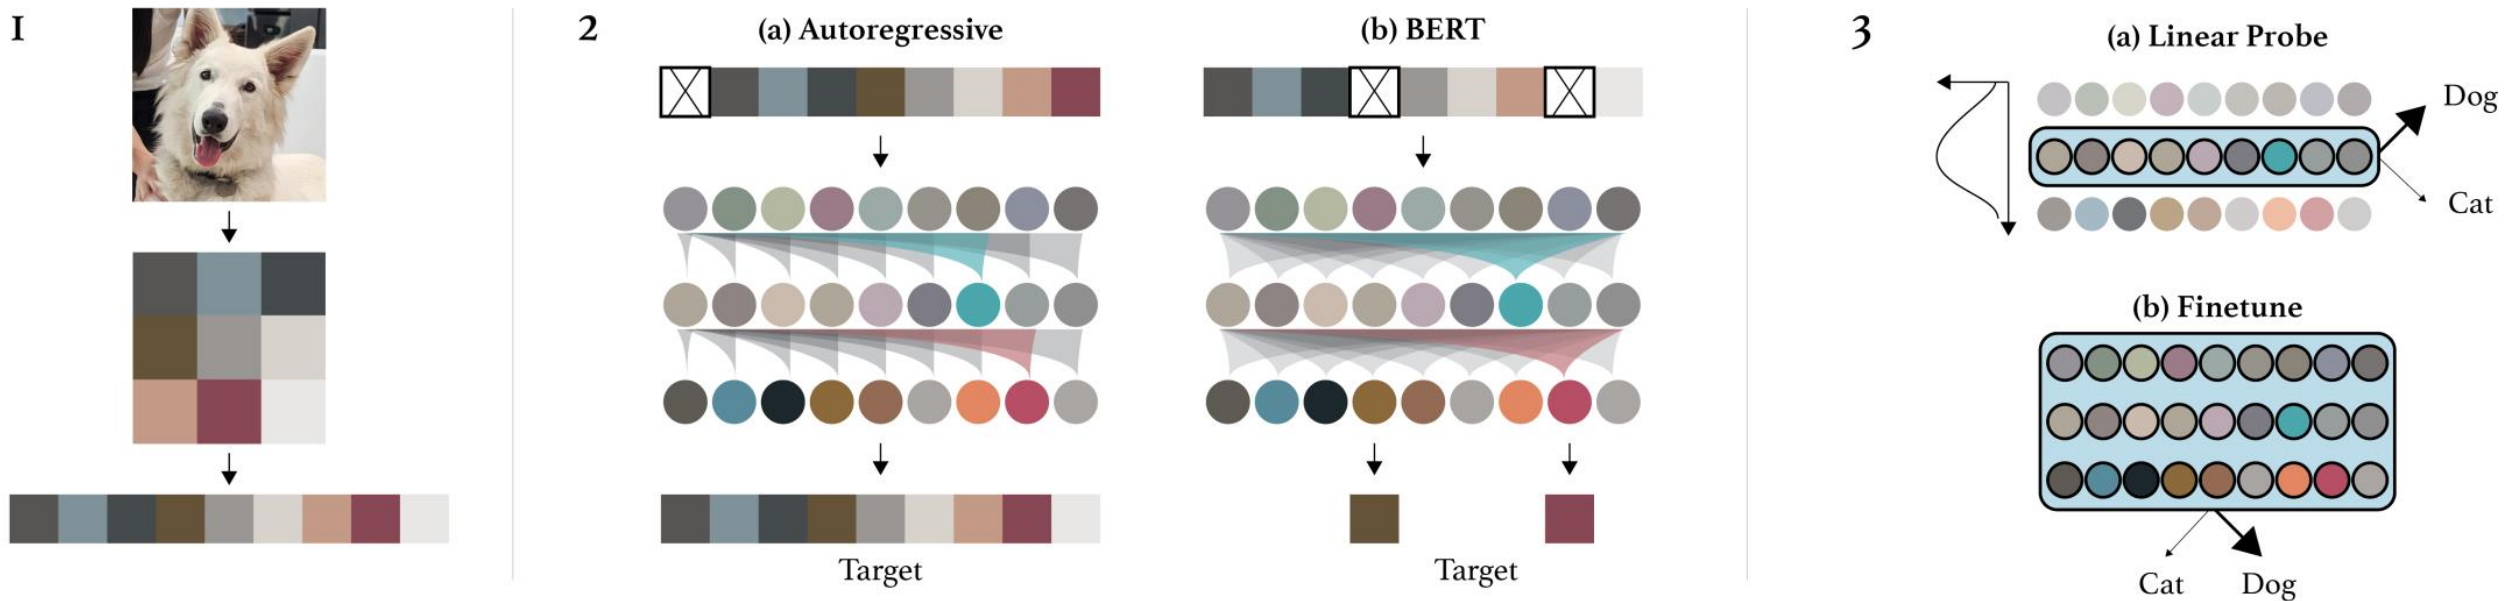 1
2
(a) Autoregressive
Target
(b) BERT
Target
3
(a) Linear Probe
Dog
Cat
(b) Finetune
Cat
Dog